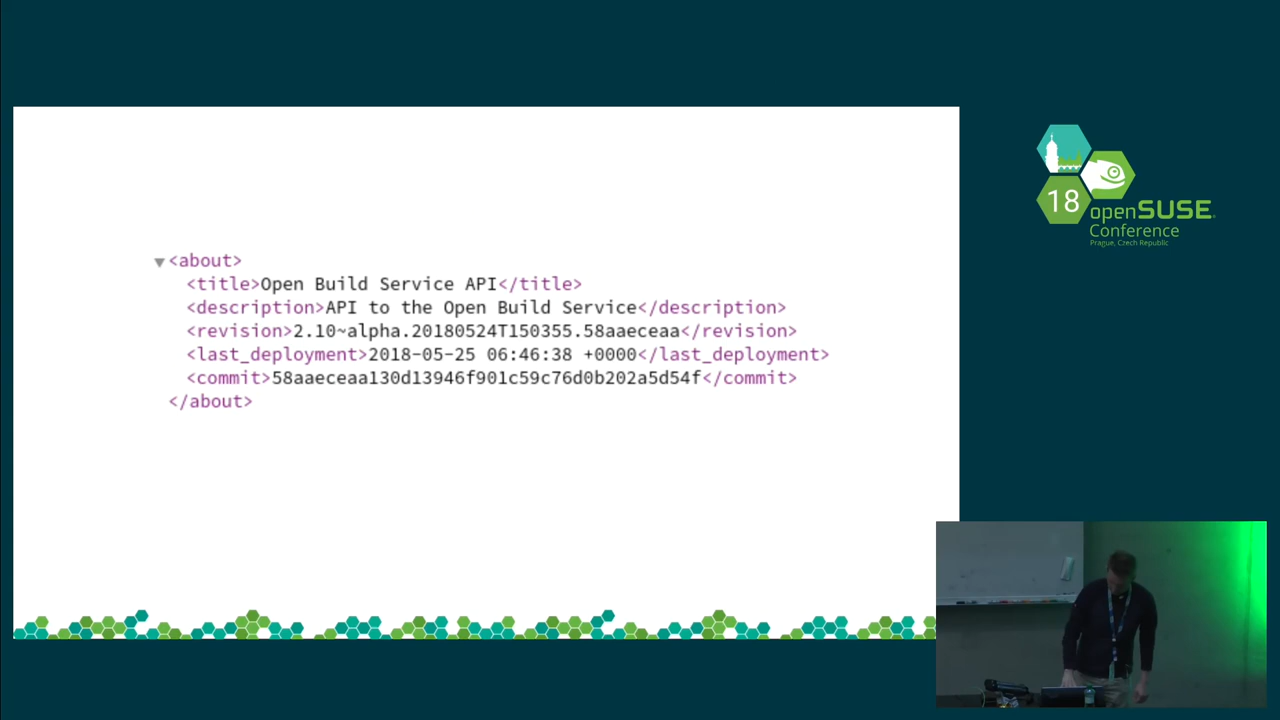 <about>
<title>Open Build Service API</title>
<description>API to the Open Build Service</description>
<revision>2.10~alpha.20180524T150355.58aaeceaa</revision>
<last_deployment>2018-05-25 06:46:38 +0000</last_deployment>
<commit>58aaeceaa130d13946f901c59c76d0b202a5d54f</commit>
</about>
18
openSUSE
Conference
Prague, Czech Republic